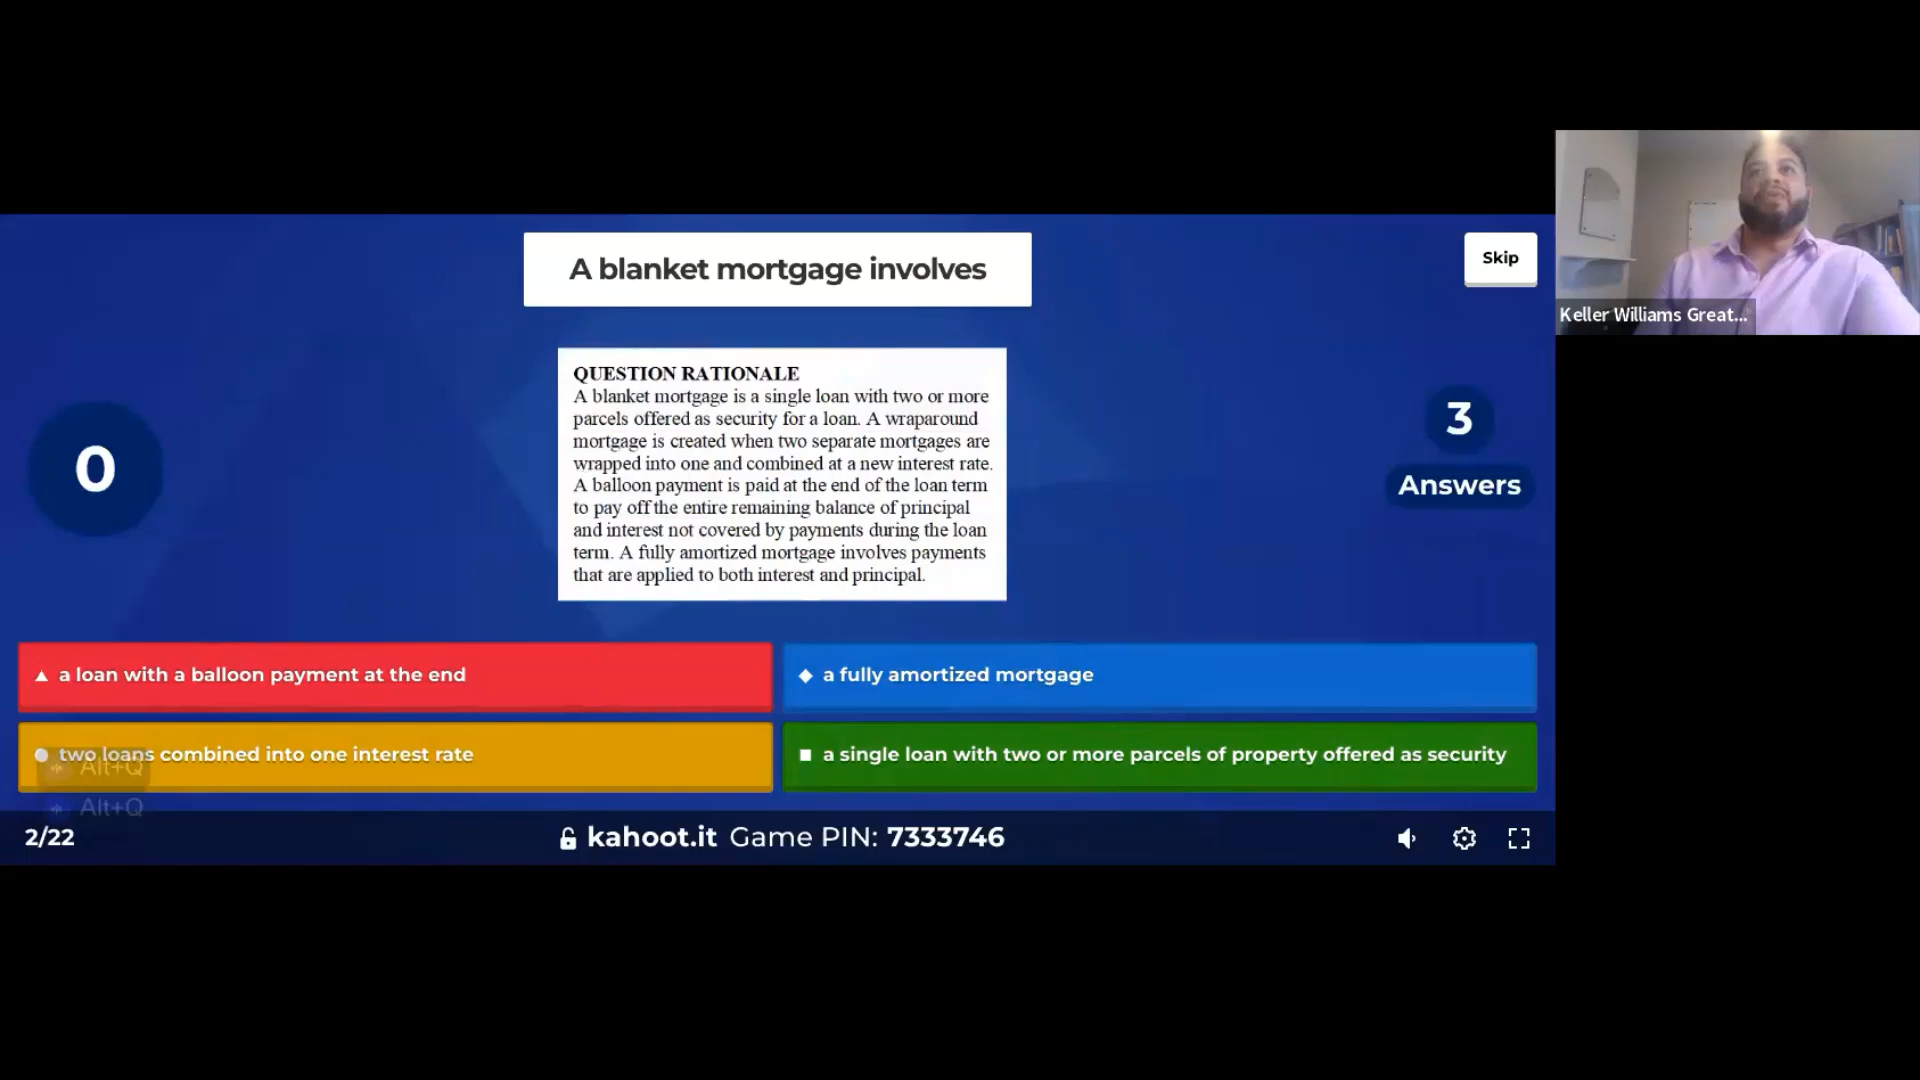 A blanket mortgage involves
Skip
Keller Williams Great...
QUESTION RATIONALE
A blanket mortgage is a single loan with two or more
parcels offered as security for a loan. A wraparound
mortgage is created when two separate mortgages are
wrapped into one and combined at a new interest rate.
A balloon payment is paid at the end of the loan term
to pay off the entire remaining balance of principal
and interest not covered by payments during the loan
term. A fully amortized mortgage involves payments
that are applied to both interest and principal.
0
3
Answers
a loan with a balloon payment at the end
a fully amortized mortgage
two loans combined into one interest rate
a single loan with two or more parcels of property offered as security
Alt+Q
Alt+Q
2/22
kahoot.it Game PIN: 7333746